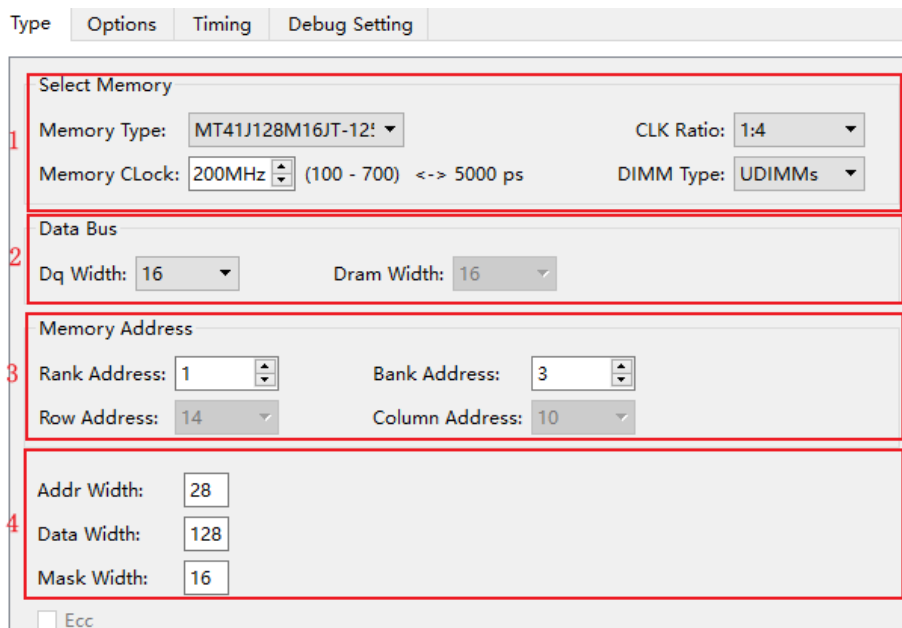 Type Options Timing Debug Setting
Select Memory
1
Memory Type: MT41J128M16JT-12! CLK Ratio: 1:4
Memory CLock: 200MHz (100 - 700) <-> 5000 ps DIMM Type: UDIMMs
Data Bus
2
Dq Width: 16 Dram Width: 16
Memory Address
3
Rank Address: 1 Bank Address: 3
Row Address: 14 Column Address: 10
Addr Width: 28
4
Data Width: 128
Mask Width: 16
Ecc